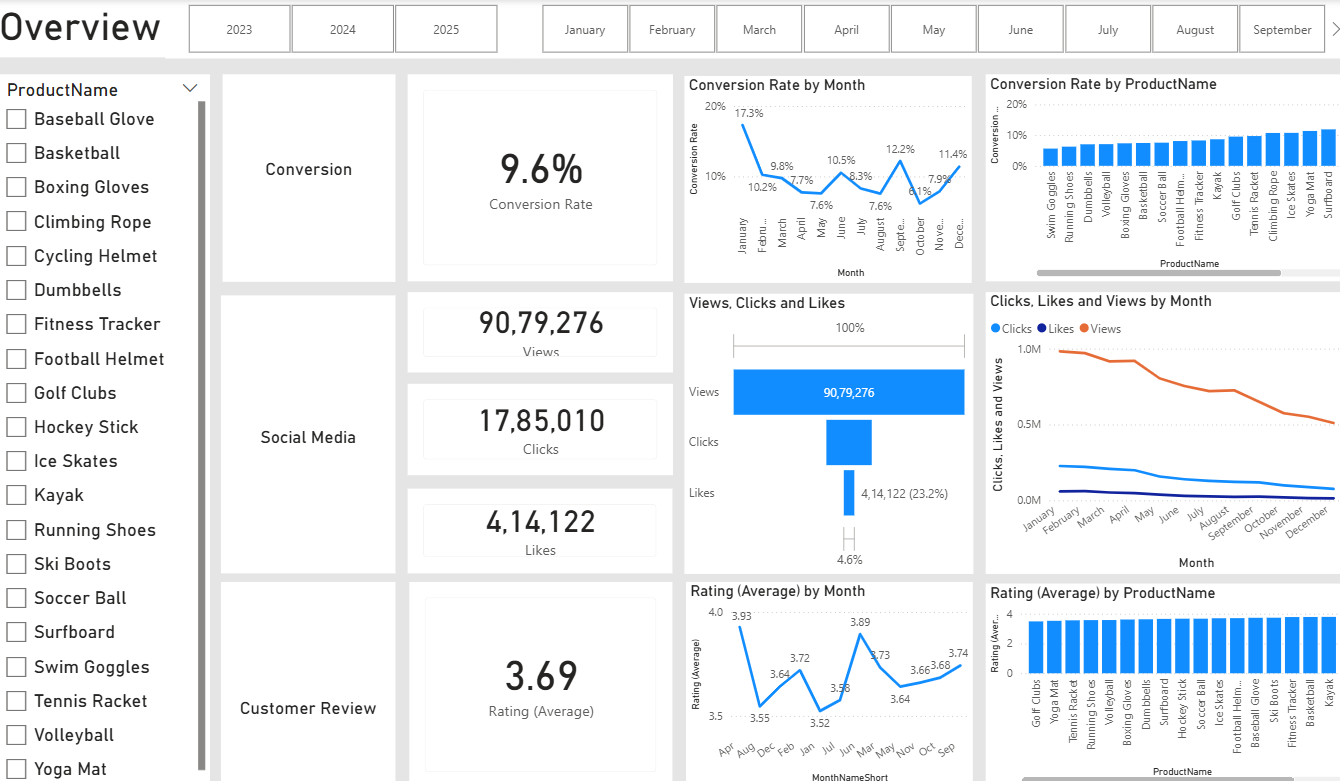 Overview
2023
2024
2025
January
February
March
April
May
June
July
August
September
ProductName
Baseball Glove
Basketball
Boxing Gloves
Climbing Rope
Cycling Helmet
Dumbbells
Fitness Tracker
Football Helmet
Golf Clubs
Hockey Stick
Ice Skates
Kayak
Running Shoes
Ski Boots
Soccer Ball
Surfboard
Swim Goggles
Tennis Racket
Volleyball
Yoga Mat
Conversion
9.6%
Conversion Rate
Conversion Rate by Month
Conversion Rate
20%
10%
17.3%
10.2%
9.8%
7.7%
7.6%
10.5%
8.3%
7.6%
12.2%
6.1%
7.9%
11.4%
January
Febru...
March
April
May
June
July
August
Septe...
October
Nove...
Dece...
Month
Conversion Rate by ProductName
Conversion ...
20%
10%
0%
Swim Goggles
Running Shoes
Dumbbells
Volleyball
Boxing Gloves
Basketball
Soccer Ball
Football Helm...
Fitness Tracker
Kayak
Golf Clubs
Tennis Racket
Climbing Rope
Ice Skates
Yoga Mat
Surfboard
ProductName
Social Media
90,79,276
Views
17,85,010
Clicks
4,14,122
Likes
Views, Clicks and Likes
100%
Views
90,79,276
Clicks
Likes
4,14,122 (23.2%)
4.6%
Clicks, Likes and Views by Month
Clicks
Likes
Views
Clicks, Likes and Views
1.0M
0.5M
0.0M
January
February
March
April
May
June
July
August
September
October
November
December
Month
Customer Review
3.69
Rating (Average)
Rating (Average) by Month
Rating (Average)
4.0
3.5
3.93
3.55
3.64
3.72
3.52
3.58
3.89
3.73
3.64
3.66
3.68
3.74
Apr
Aug
Dec
Feb
Jan
Jul
Jun
Mar
May
Nov
Oct
Sep
MonthNameShort
Rating (Average) by ProductName
Rating (Aver...
4
2
0
Golf Clubs
Yoga Mat
Tennis Racket
Running Shoes
Volleyball
Boxing Gloves
Dumbbells
Surfboard
Hockey Stick
Soccer Ball
Ice Skates
Football Helm...
Baseball Glove
Ski Boots
Fitness Tracker
Basketball
Kayak
ProductName